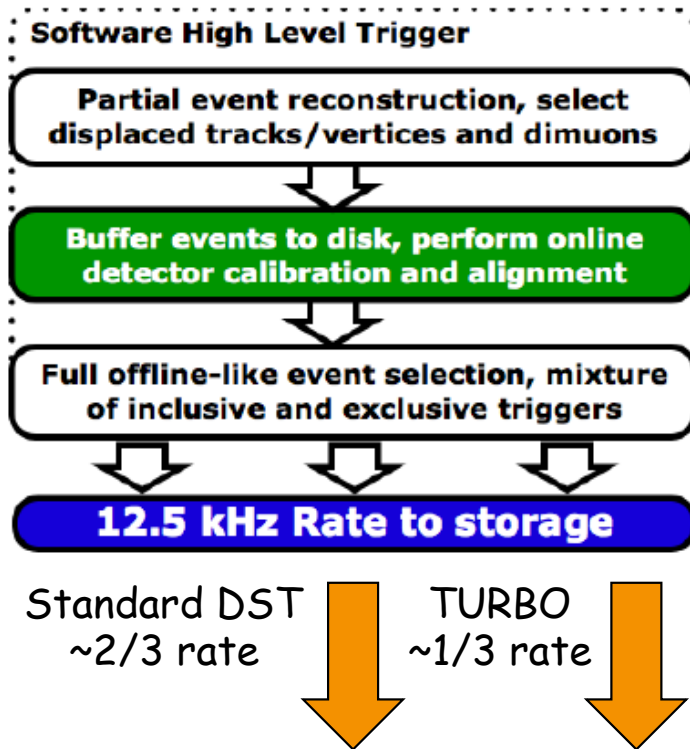 Software High Level Trigger
Partial event reconstruction, select
displaced tracks/vertices and dimuons
Buffer events to disk, perform online
detector calibration and alignment
Full offline-like event selection, mixture
of inclusive and exclusive triggers
12.5 kHz Rate to storage
Standard DST
~2/3 rate
TURBO
~1/3 rate